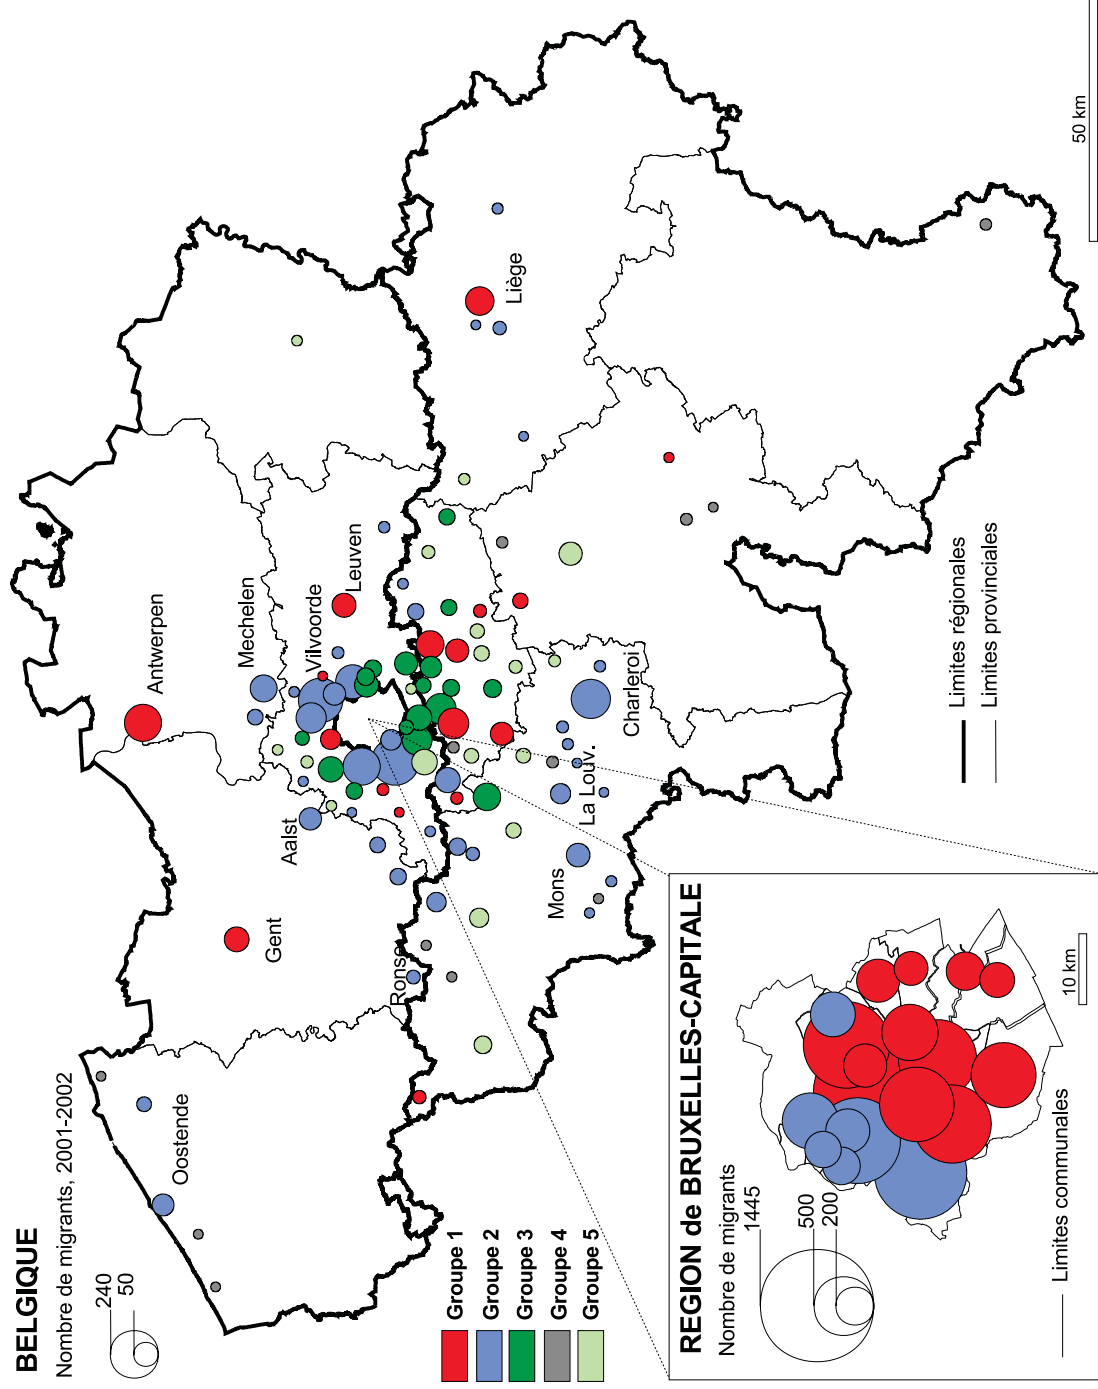 BELGIQUE
Nombre de migrants, 2001-2002
240
50
Oostende
Gent
Antwerpen
Aalst
Mechelen
Vilvoorde
Leuven
Ronse
Liège
Mons
La Louv.
Charleroi
Groupe 1
Groupe 2
Groupe 3
Groupe 4
Groupe 5
Limites régionales
Limites provinciales
50 km
REGION de BRUXELLES-CAPITALE
Nombre de migrants
1445
500
200
Limites communales
10 km